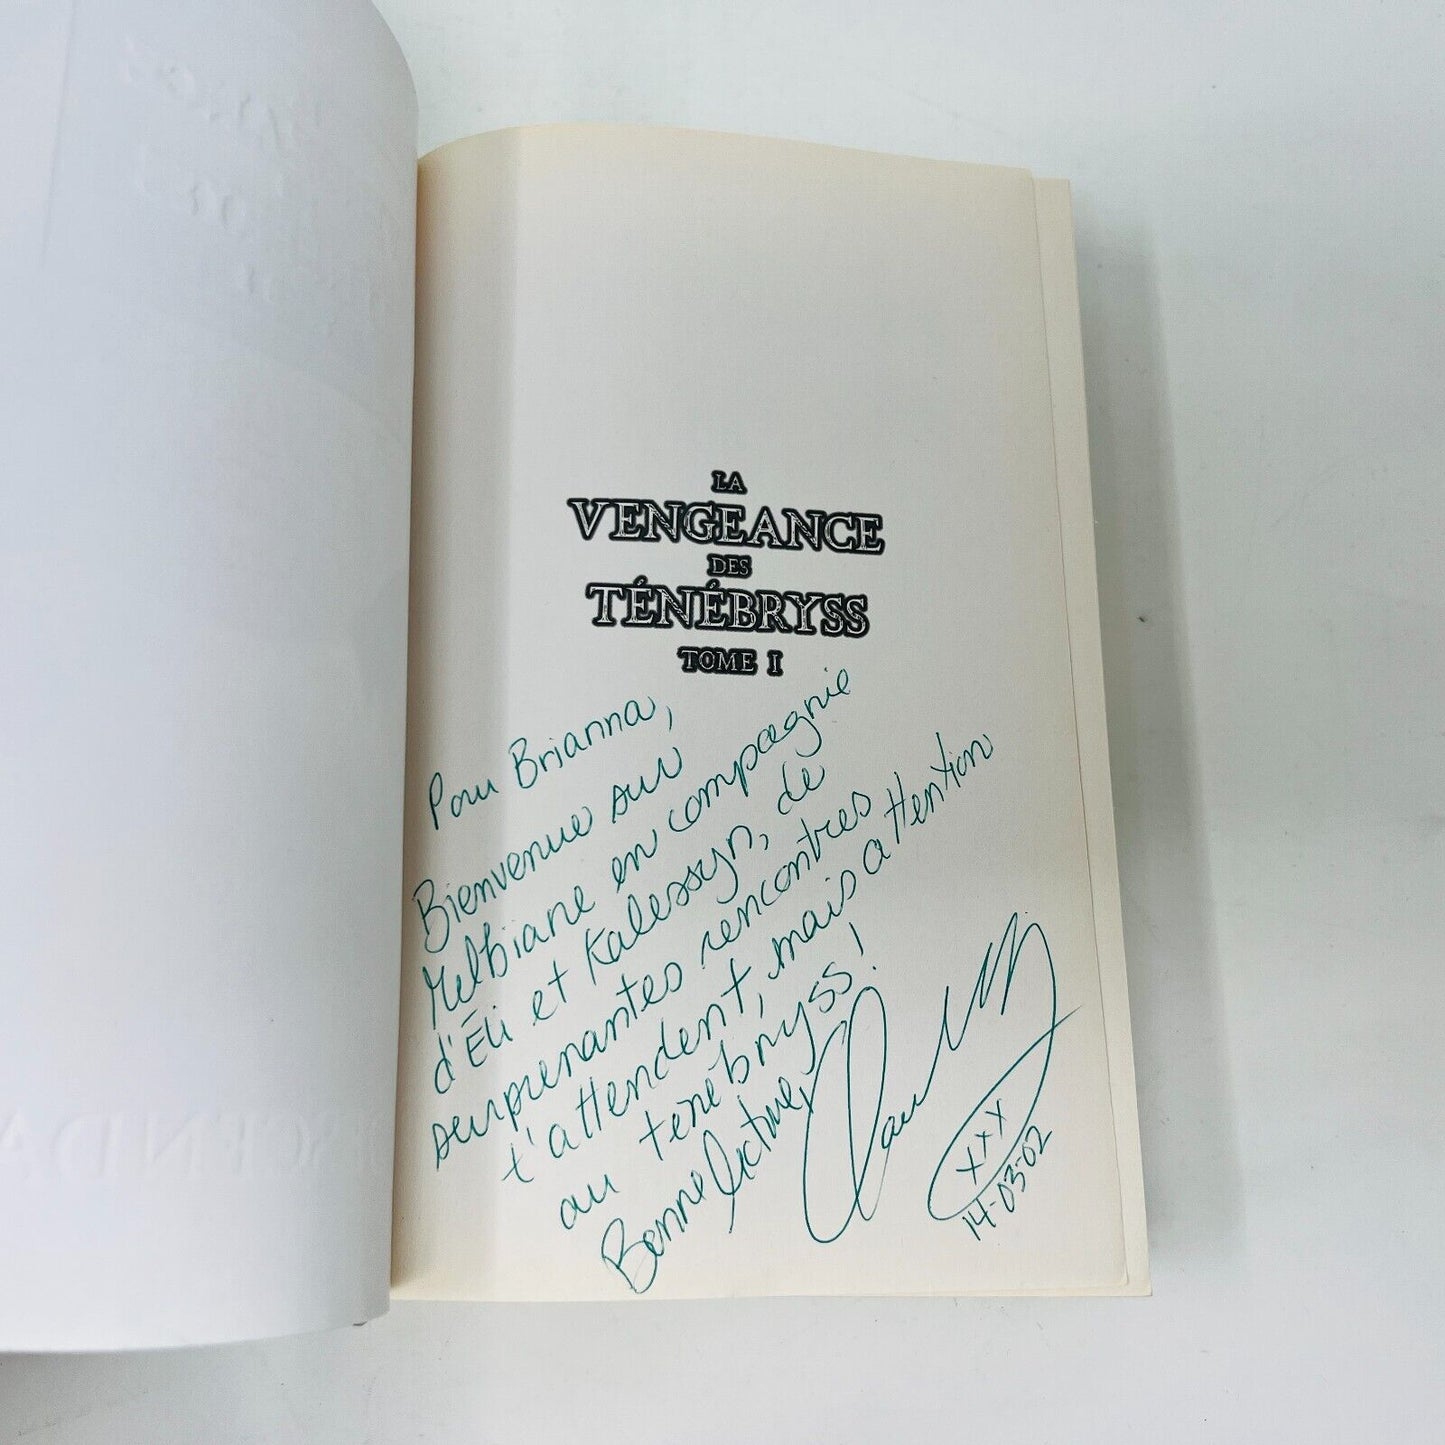 LA
VENGEANCE
DES
TÉNÉBRYSS
TOME I
Pour Brianna,
Bienvenue sur
Melbiane en compagnie
d'Éli et Kalessyn, de
surprenantes rencontres
t'attendent, mais attention
au ténébryss!
Bonne lecture,
XXX
14-03-02